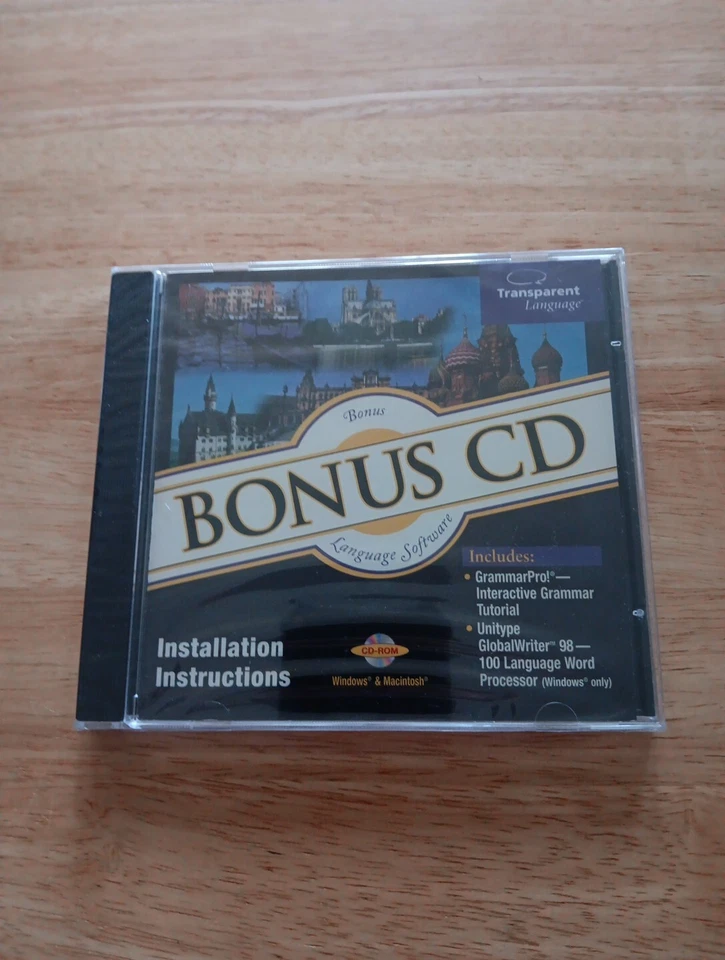 Transparent
Language
Bonus
BONUS CD
Language Software
Includes:
• GrammarPro!®—
Interactive Grammar
Tutorial
• Unitype
GlobalWriter™ 98—
100 Language Word
Processor (Windows® only)
Installation
Instructions
CD-ROM
Windows® & Macintosh®